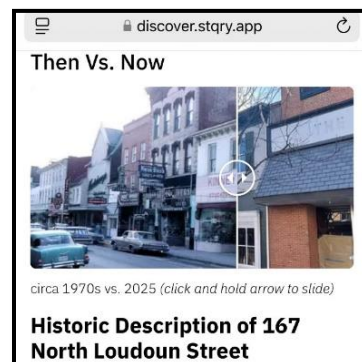 discover.stqry.app
Then Vs. Now
circa 1970s vs. 2025 (click and hold arrow to slide)
Historic Description of 167
North Loudoun Street